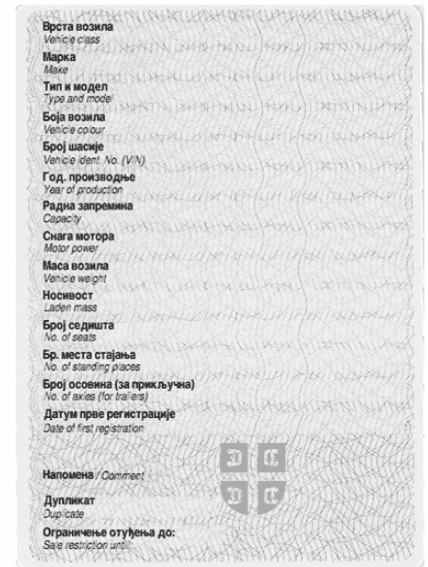 Врста возила
Vehicle class
Марка
Make
Тип и модел
Type and model
Боја возила
Vehicle colour
Број шасије
Vehicle ident. No. (VIN)
Год. производње
Year of production
Радна запремина
Capacity
Снага мотора
Motor power
Маса возила
Vehicle weight
Носивост
Laden mass
Број седишта
No. of seats
Бр. места стајања
No. of standing places
Број осовина (за прикључна)
No. of axies (for trailers)
Датум прве регистрације
Date of first registration
Напомена / Comment
Дупликат
Duplicate
Ограничење отуђења до:
Sale restriction until: